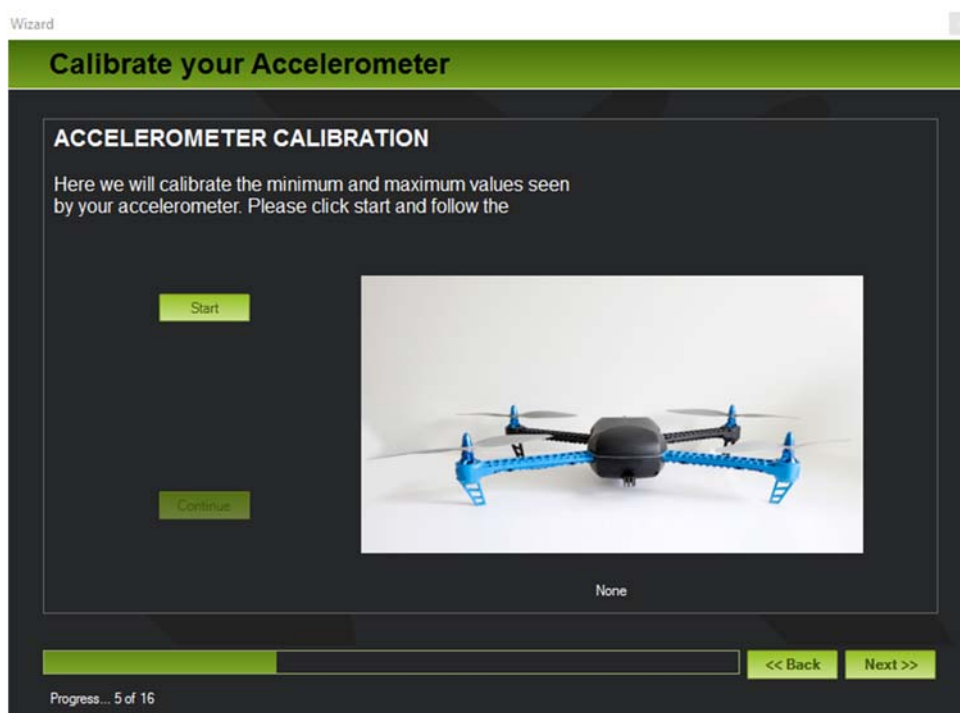 Wizard
Calibrate your Accelerometer
ACCELEROMETER CALIBRATION
Here we will calibrate the minimum and maximum values seen
by your accelerometer. Please click start and follow the
Start
Continue
None
<< Back
Next >>
Progress... 5 of 16